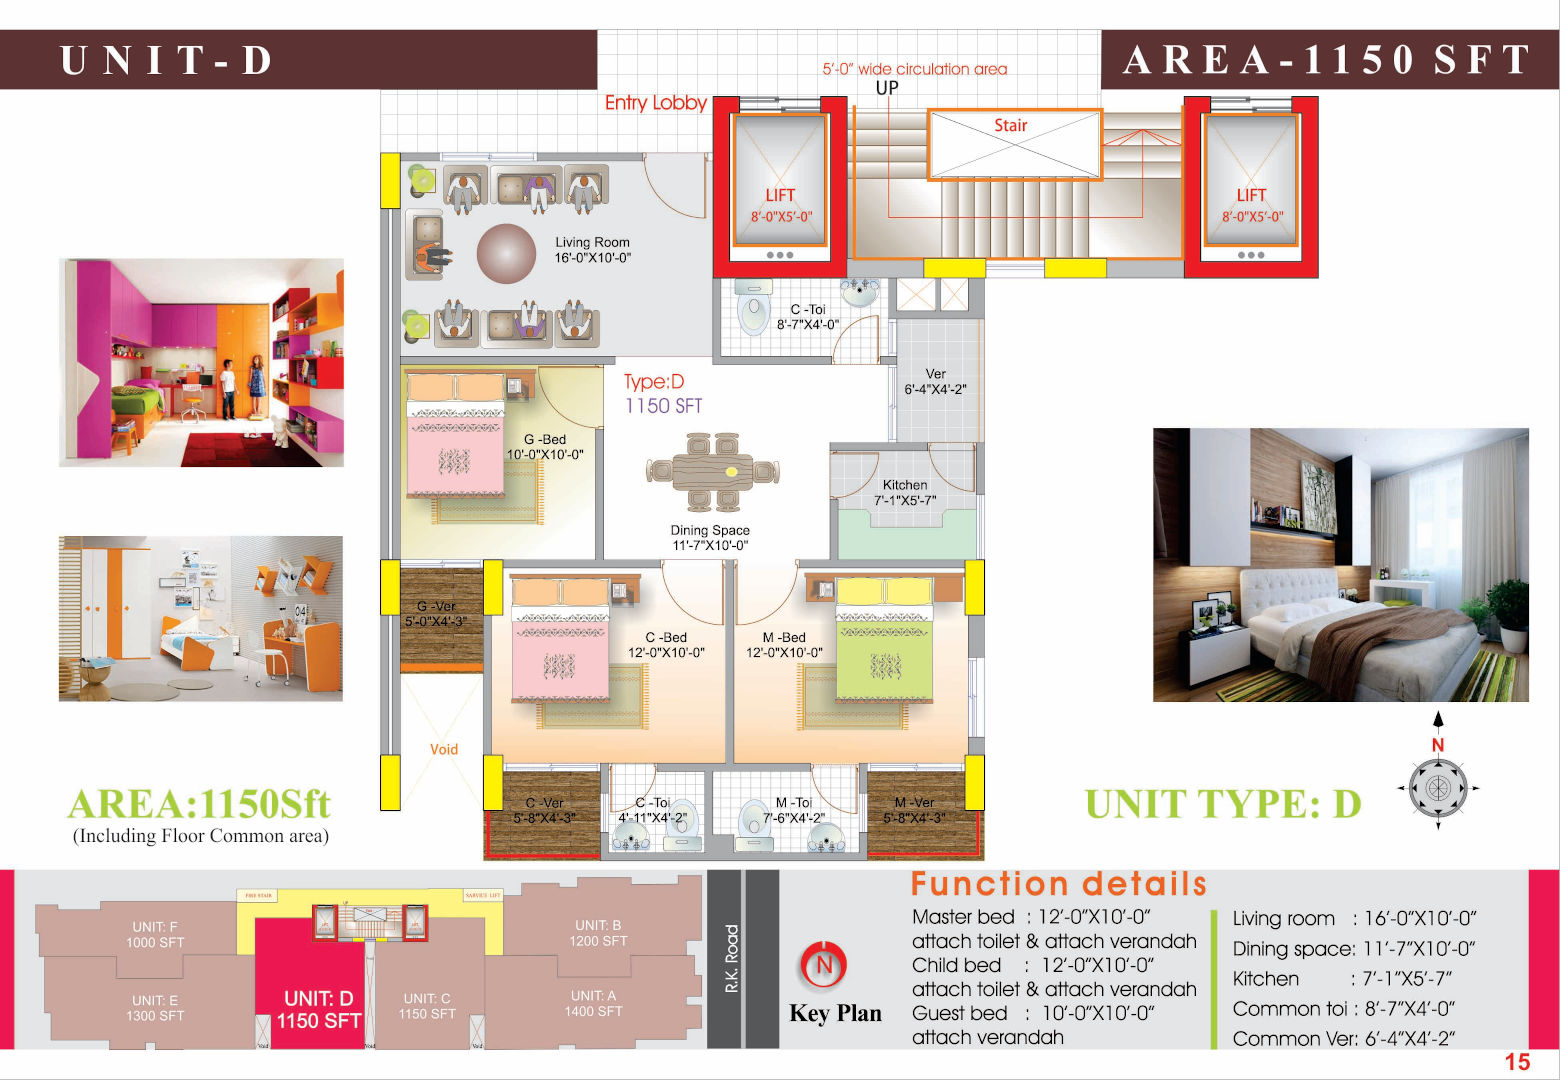 UNIT-D
AREA-1150 SFT
5'-0" wide circulation area
UP
Entry Lobby
Stair
LIFT
8'-0"X5'-0"
LIFT
8'-0"X5'-0"
Living Room
16'-0"X10'-0"
C -Toi
8'-7"X4'-0"
Ver
6'-4"X4'-2"
Type:D
1150 SFT
G -Bed
10'-0"X10'-0"
Kitchen
7'-1"X5'-7"
Dining Space
11'-7"X10'-0"
G -Ver
5'-0"X4'-3"
C -Bed
12'-0"X10'-0"
M -Bed
12'-0"X10'-0"
Void
C -Ver
5'-8"X4'-3"
C -Toi
4'-11"X4'-2"
M -Toi
7'-6"X4'-2"
M -Ver
5'-8"X4'-3"
04
N
AREA:1150Sft
(Including Floor Common area)
UNIT TYPE: D
FIRE STAIR
SARVICE LIFT
UP
UNIT: F
1000 SFT
UNIT: B
1200 SFT
UNIT: E
1300 SFT
UNIT: D
1150 SFT
UNIT: C
1150 SFT
UNIT: A
1400 SFT
Void
Void
Void
R.K. Road
N
Key Plan
Function details
Master bed : 12'-0"X10'-0"
attach toilet & attach verandah
Child bed : 12'-0"X10'-0"
attach toilet & attach verandah
Guest bed : 10'-0"X10'-0"
attach verandah
Living room : 16'-0"X10'-0"
Dining space: 11'-7"X10'-0"
Kitchen : 7'-1"X5'-7"
Common toi : 8'-7"X4'-0"
Common Ver: 6'-4"X4'-2"
15